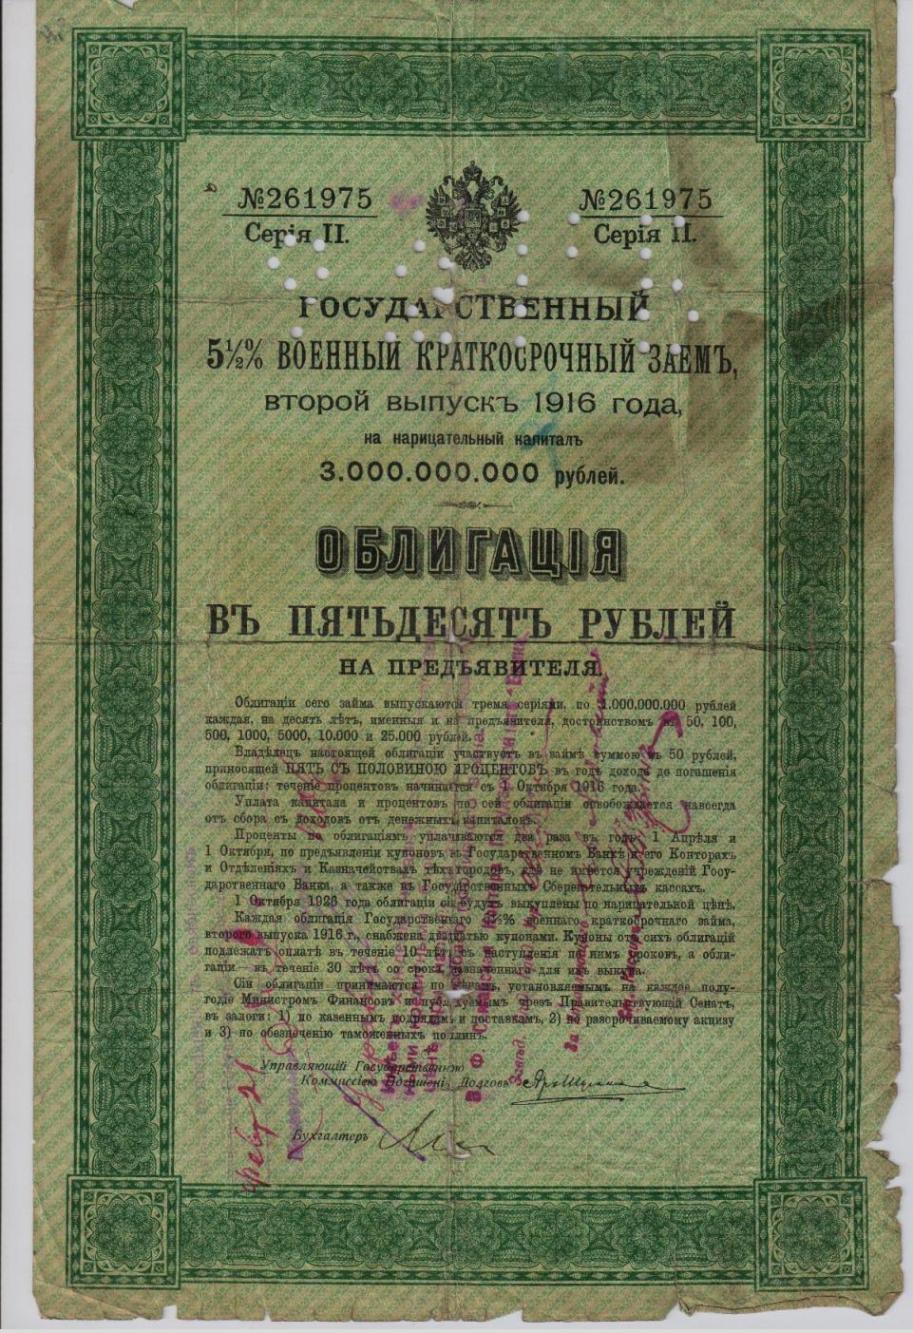 №261975
Серія II.
№261975
Серія II.
ГОСУДАРСТВЕННЫЙ
5½% ВОЕННЫЙ КРАТКОСРОЧНЫЙ ЗАЕМЪ,
второй выпускъ 1916 года,
на нарицательный капиталъ
3.000.000.000 рублей.
ОБЛИГАЦІЯ
ВЪ ПЯТЬДЕСЯТЪ РУБЛЕЙ
НА ПРЕДЪЯВИТЕЛЯ.
Облигаціи сего займа выпускаются тремя серіями, по 1.000.000.000 рублей
каждая, на десять лѣтъ, именныя и на предъявителя, достоинствомъ въ 50, 100,
500, 1000, 5000, 10.000 и 25.000 рублей.
Владѣлецъ настоящей облигаціи участвуетъ въ займѣ суммою въ 50 рублей,
приносящей ПЯТЬ СЪ ПОЛОВИНОЮ ПРОЦЕНТОВЪ въ годъ дохода до погашенія
облигаціи; теченіе процентовъ начинается съ 1 Октября 1916 года.
Уплата капитала и процентовъ по сей облигаціи освобождается навсегда
отъ сбора съ доходовъ отъ денежныхъ капиталовъ.
Проценты по облигаціямъ уплачиваются два раза въ годъ, 1 Апрѣля и
1 Октября, по предъявленіи купоновъ въ Государственномъ Банкѣ и его Конторахъ
и Отдѣленіяхъ и Казначействахъ тѣхъ городовъ, гдѣ не имѣется учрежденій Госу-
дарственнаго Банка, а также въ Государственныхъ Сберегательныхъ кассахъ.
1 Октября 1926 года облигаціи сіи будутъ выкуплены по нарицательной цѣнѣ.
Каждая облигація Государственнаго 5½% военнаго краткосрочнаго займа,
второго выпуска 1916 г., снабжена двадцатью купонами. Купоны отъ сихъ облигацій
подлежатъ оплатѣ въ теченіе 10 лѣтъ съ наступленія по нимъ сроковъ, а обли-
гаціи—въ теченіе 30 лѣтъ со срока, назначеннаго для ихъ выкупа.
Сіи облигаціи принимаются по цѣнамъ, установляемымъ на каждое полу-
годіе Министромъ Финансовъ и публикуемымъ чрезъ Правительствующій Сенатъ,
въ залоги: 1) по казеннымъ подрядамъ и поставкамъ, 2) по разсрочиваемому акцизу
и 3) по обезпеченію таможенныхъ пошлинъ.
Управляющій Государственною
Коммиссіею Погашенія Долговъ
Бухгалтеръ